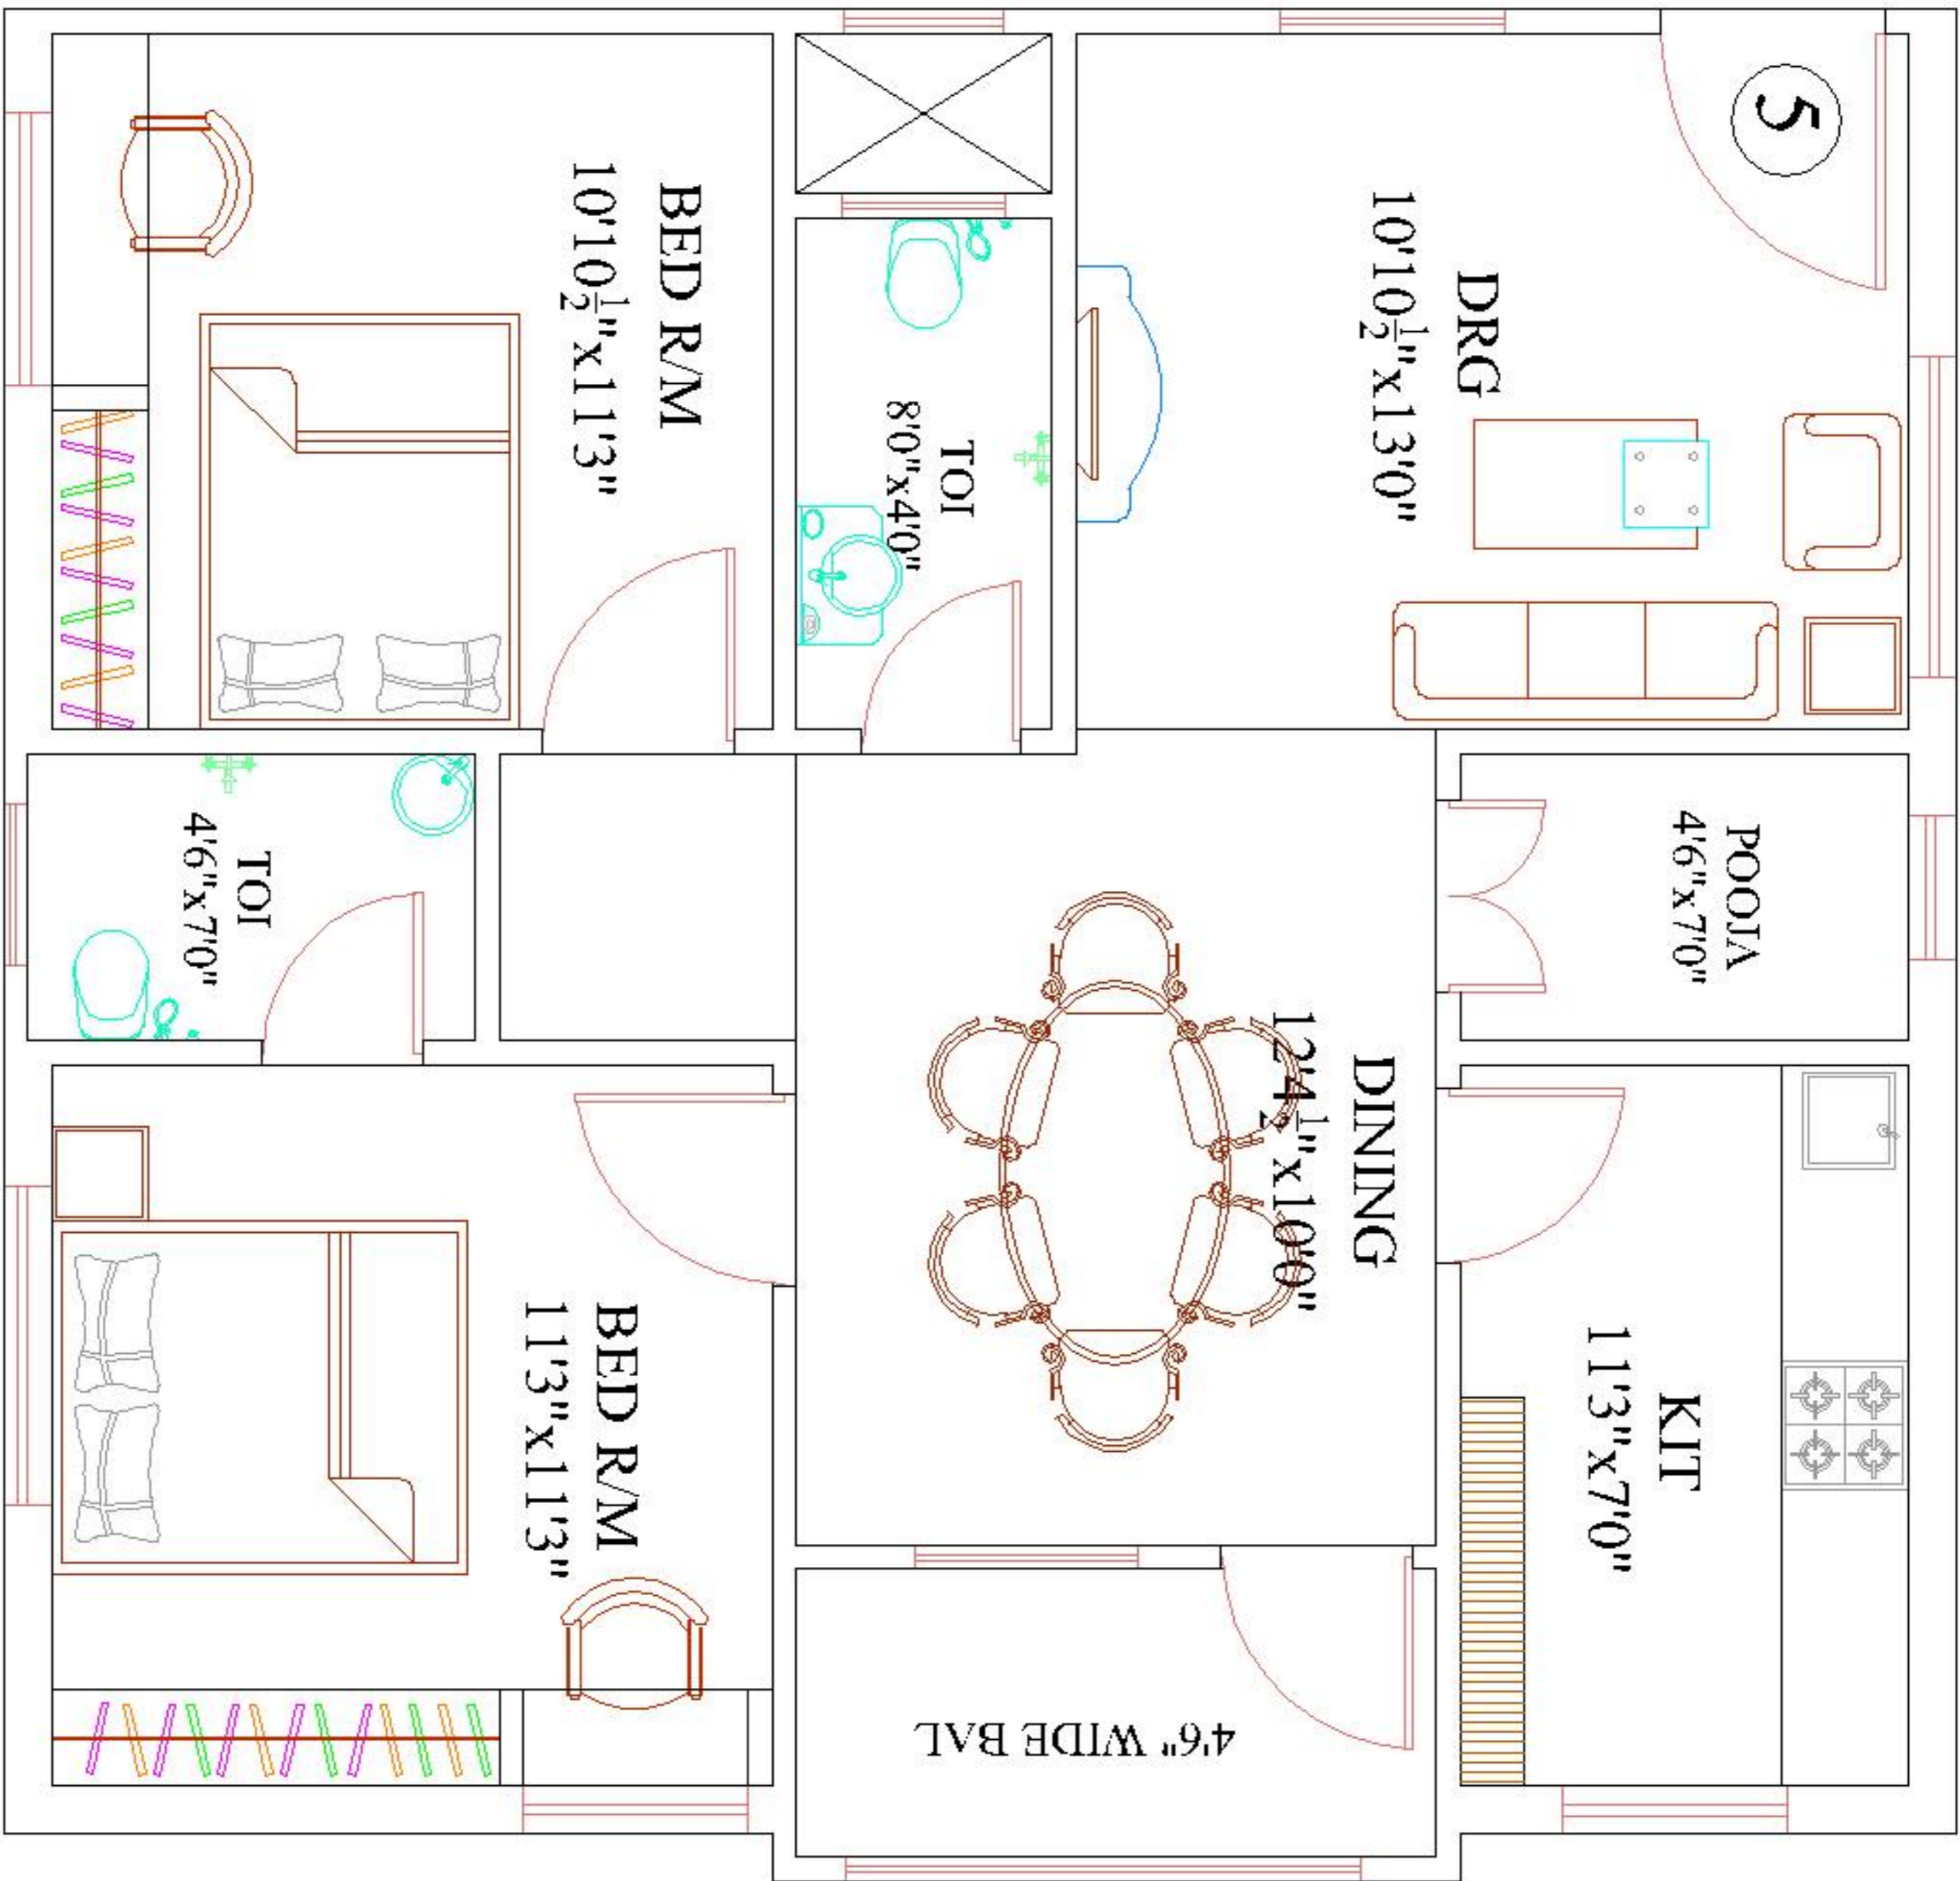 5
DRG
10'10½"x13'0"
BED R/M
10'10½"x11'3"
TOI
8'0"x4'0"
POOJA
4'6"x7'0"
TOI
4'6"x7'0"
DINING
12'4½"x10'0"
KIT
11'3"x7'0"
BED R/M
11'3"x11'3"
4'6" WIDE BAL